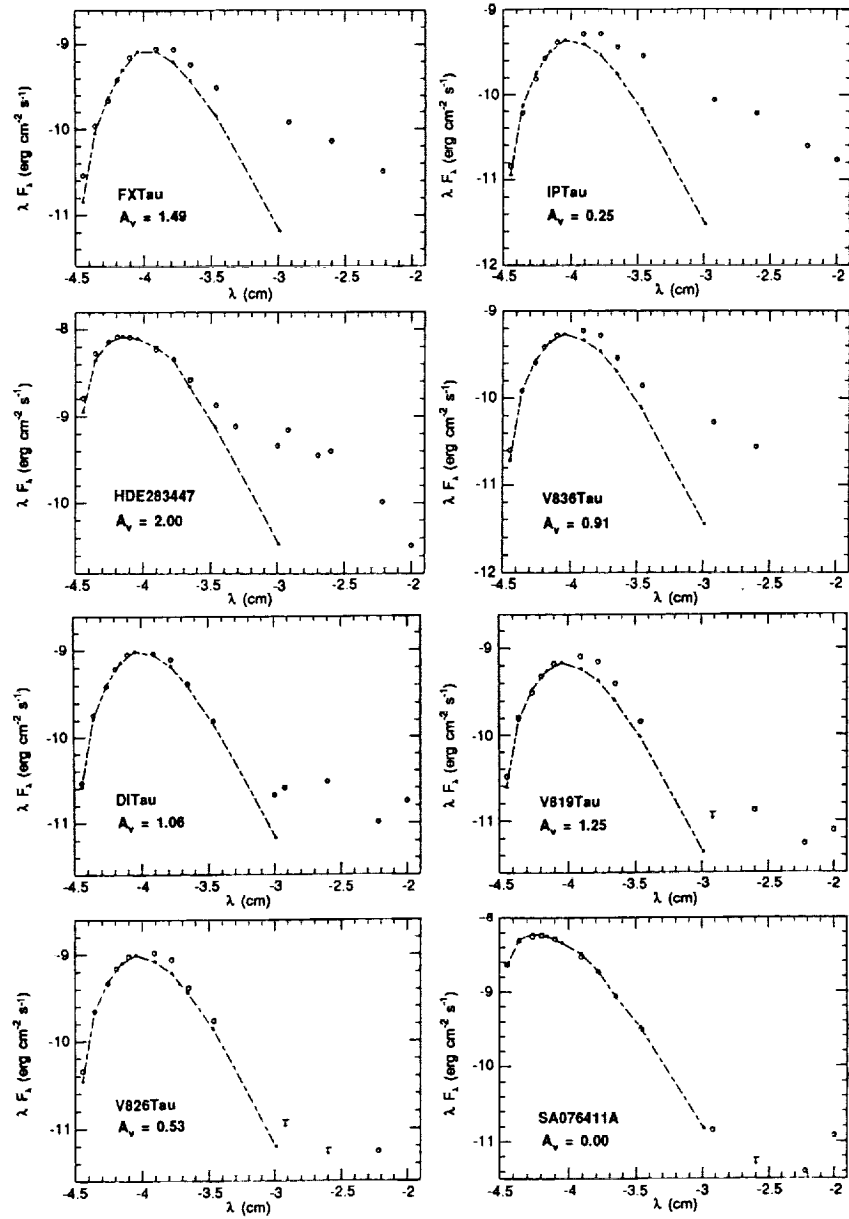 -9
-10
-11
λ F_λ (erg cm⁻² s⁻¹)
FXTau
A_v = 1.49
-4.5 -4 -3.5 -3 -2.5 -2
λ (cm)
-9
-10
-11
-12
λ F_λ (erg cm⁻² s⁻¹)
IPTau
A_v = 0.25
-4.5 -4 -3.5 -3 -2.5 -2
λ (cm)
-8
-9
-10
λ F_λ (erg cm⁻² s⁻¹)
HDE283447
A_v = 2.00
-4.5 -4 -3.5 -3 -2.5 -2
λ (cm)
-9
-10
-11
-12
λ F_λ (erg cm⁻² s⁻¹)
V836Tau
A_v = 0.91
-4.5 -4 -3.5 -3 -2.5 -2
λ (cm)
-9
-10
-11
λ F_λ (erg cm⁻² s⁻¹)
DITau
A_v = 1.06
-4.5 -4 -3.5 -3 -2.5 -2
λ (cm)
-9
-10
-11
λ F_λ (erg cm⁻² s⁻¹)
V819Tau
A_v = 1.25
-4.5 -4 -3.5 -3 -2.5 -2
λ (cm)
-9
-10
-11
λ F_λ (erg cm⁻² s⁻¹)
V826Tau
A_v = 0.53
-4.5 -4 -3.5 -3 -2.5 -2
λ (cm)
-8
-9
-10
-11
λ F_λ (erg cm⁻² s⁻¹)
SA076411A
A_v = 0.00
-4.5 -4 -3.5 -3 -2.5 -2
λ (cm)